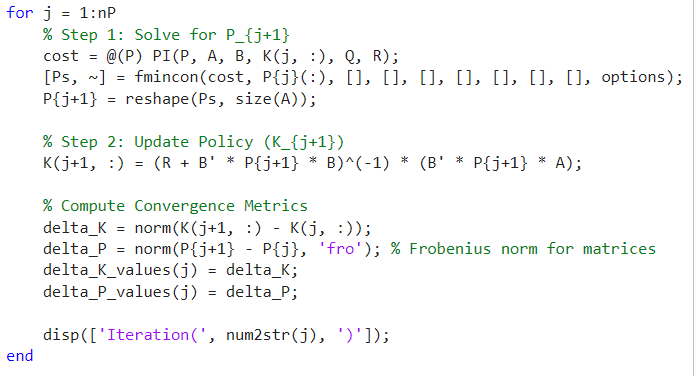 for j = 1:nP
    % Step 1: Solve for P_{j+1}
    cost = @(P) PI(P, A, B, K(j, :), Q, R);
    [Ps, ~] = fmincon(cost, P{j}(:), [], [], [], [], [], [], [], options);
    P{j+1} = reshape(Ps, size(A));

    % Step 2: Update Policy (K_{j+1})
    K(j+1, :) = (R + B' * P{j+1} * B)^(-1) * (B' * P{j+1} * A);

    % Compute Convergence Metrics
    delta_K = norm(K(j+1, :) - K(j, :));
    delta_P = norm(P{j+1} - P{j}, 'fro'); % Frobenius norm for matrices
    delta_K_values(j) = delta_K;
    delta_P_values(j) = delta_P;

    disp(['Iteration(', num2str(j), ')']);
end